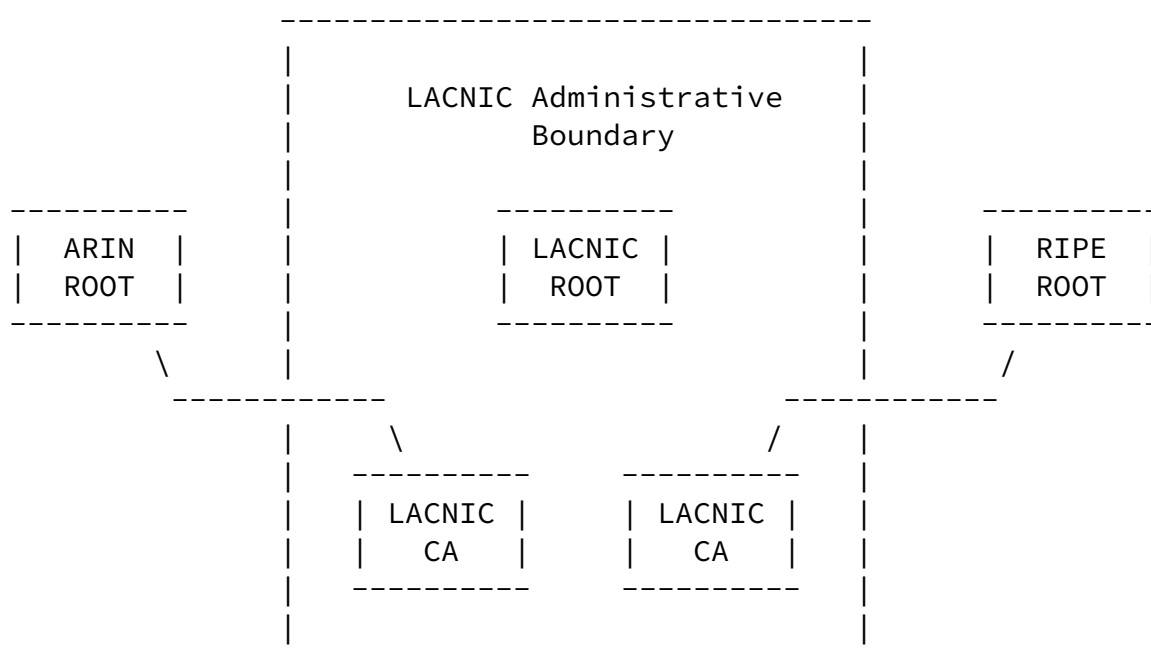 LACNIC Administrative
Boundary
ARIN LACNIC RIPE
ROOT ROOT ROOT
LACNIC LACNIC
CA CA